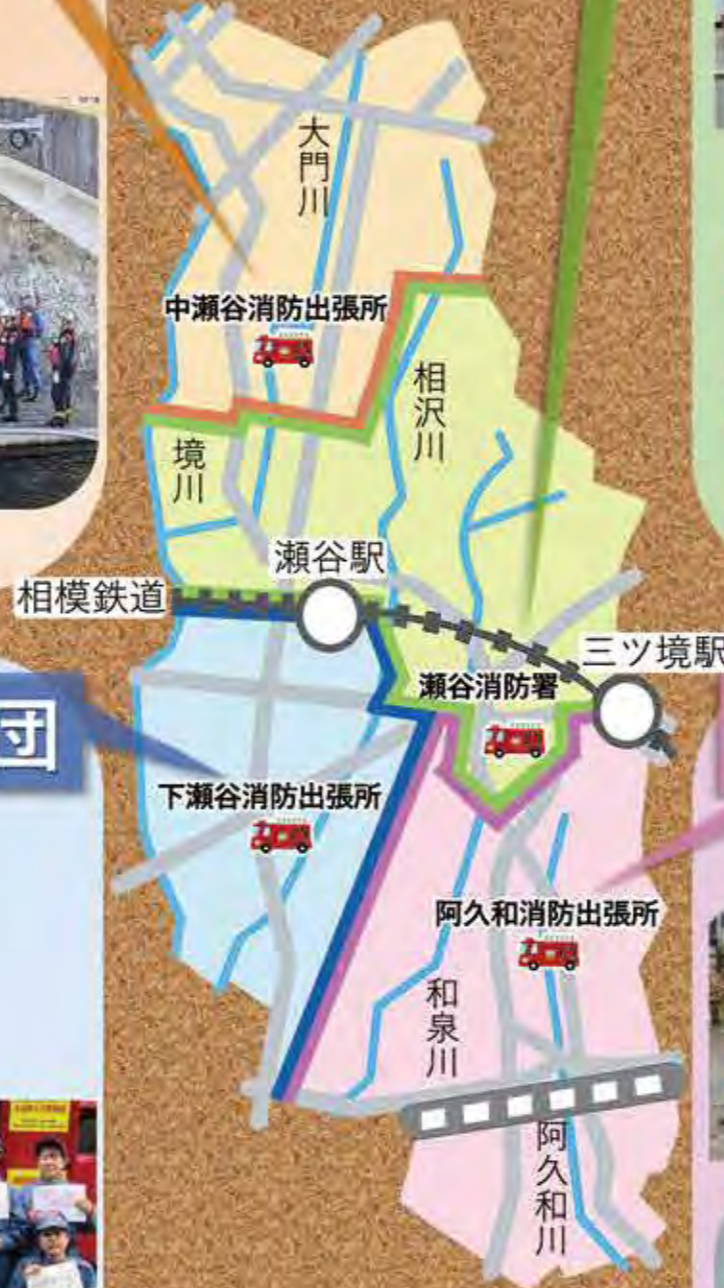 大門川
中瀬谷消防出張所
相沢川
境川
瀬谷駅
相模鉄道
三ツ境駅
瀬谷消防署
団
下瀬谷消防出張所
阿久和消防出張所
和泉川
阿久和川